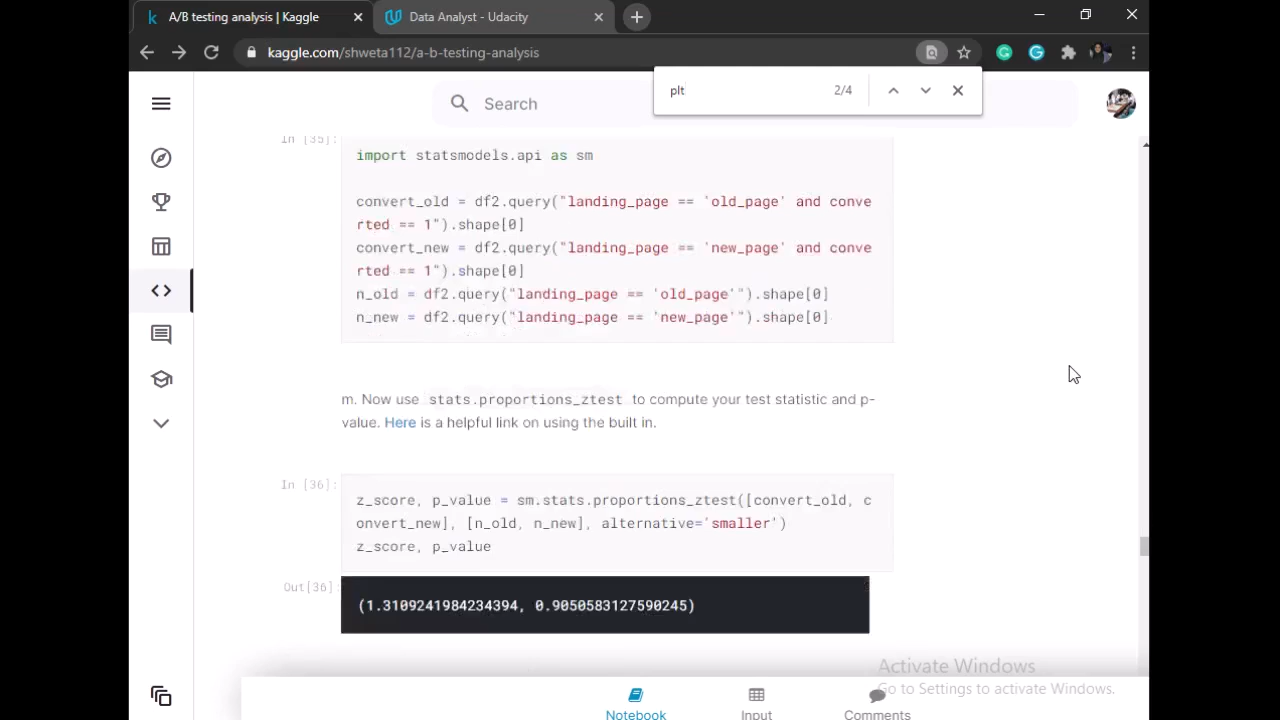 A/B testing analysis | Kaggle
Data Analyst - Udacity
kaggle.com/shweta112/a-b-testing-analysis
plt
2/4
Search
In [35]:
import statsmodels.api as sm
convert_old = df2.query("landing_page == 'old_page' and conve
rted == 1").shape[0]
convert_new = df2.query("landing_page == 'new_page' and conve
rted == 1").shape[0]
n_old = df2.query("landing_page == 'old_page'").shape[0]
n_new = df2.query("landing_page == 'new_page'").shape[0]
m. Now use stats.proportions_ztest to compute your test statistic and p-
value. Here is a helpful link on using the built in.
In [36]:
z_score, p_value = sm.stats.proportions_ztest([convert_old, c
onvert_new], [n_old, n_new], alternative='smaller')
z_score, p_value
Out[36]:
(1.3109241984234394, 0.9050583127590245)
Activate Windows
Go to Settings to activate Windows.
Notebook
Input
Comments